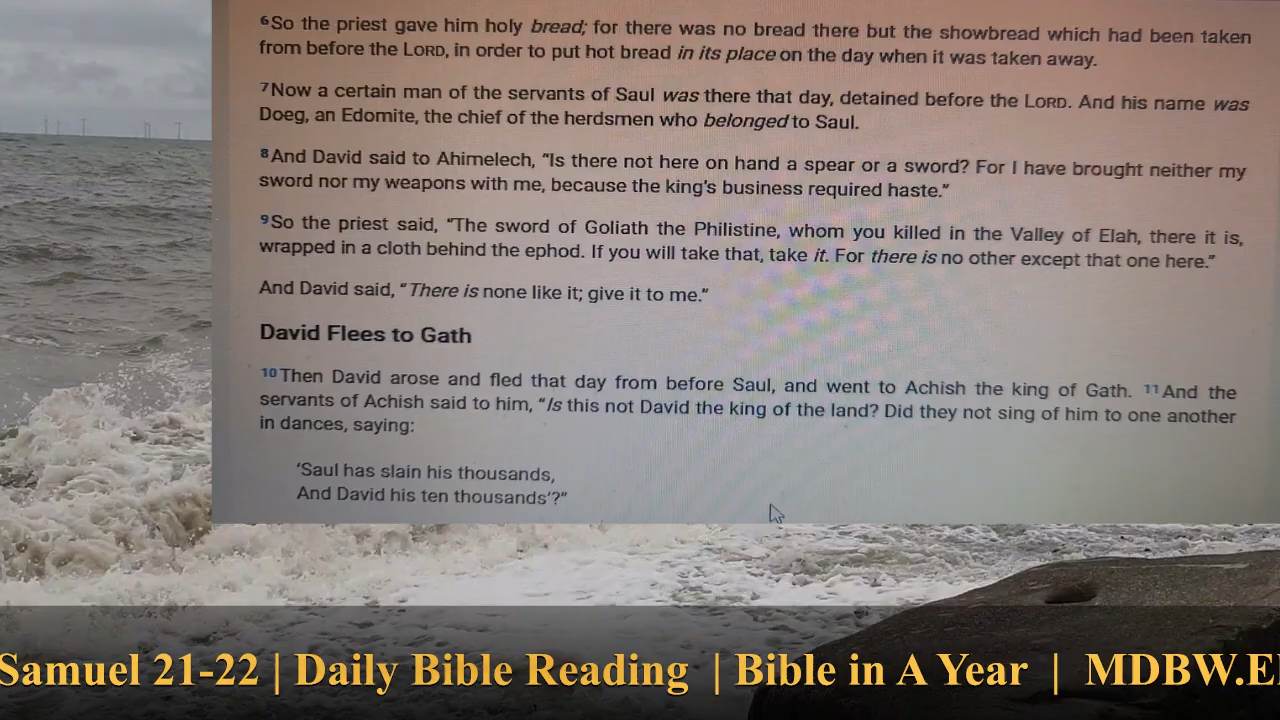 6So the priest gave him holy bread; for there was no bread there but the showbread which had been taken
from before the LORD, in order to put hot bread in its place on the day when it was taken away.
7Now a certain man of the servants of Saul was there that day, detained before the LORD. And his name was
Doeg, an Edomite, the chief of the herdsmen who belonged to Saul.
8And David said to Ahimelech, “Is there not here on hand a spear or a sword? For I have brought neither my
sword nor my weapons with me, because the king’s business required haste.”
9So the priest said, “The sword of Goliath the Philistine, whom you killed in the Valley of Elah, there it is,
wrapped in a cloth behind the ephod. If you will take that, take it. For there is no other except that one here.”
And David said, “There is none like it; give it to me.”
David Flees to Gath
10Then David arose and fled that day from before Saul, and went to Achish the king of Gath. 11And the
servants of Achish said to him, “Is this not David the king of the land? Did they not sing of him to one another
in dances, saying:
‘Saul has slain his thousands,
And David his ten thousands’?”
Samuel 21-22 | Daily Bible Reading | Bible in A Year | MDBW.E